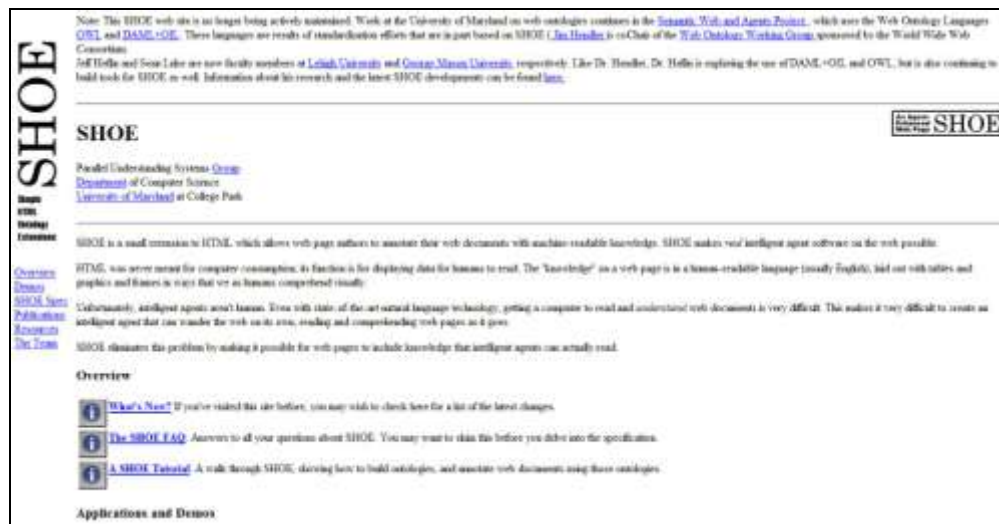 Note: This SHOE web site is no longer being actively maintained. Work at the University of Maryland on web ontologies continues in the Semantic Web and Agents Project, which uses the Web Ontology Languages
OWL and DAML+OIL. These languages are results of standardization efforts that are in part based on SHOE (Jim Hendler is coChair of the Web Ontology Working Group sponsored by the World Wide Web
Consortium.
Jeff Heflin and Sean Luke are now faculty members at Lehigh University and George Mason University, respectively. Like Dr. Hendler, Dr. Heflin is exploring the use of DAML+OIL and OWL, but is also continuing to
build tools for SHOE as well. Information about his research and the latest SHOE developments can be found here.
SHOE
Simple
HTML
Ontology
Extensions
Overview
Demos
SHOE Spec
Publications
Resources
The Team
SHOE
SHOE
Parallel Understanding Systems Group
Department of Computer Science
University of Maryland at College Park
SHOE is a small extension to HTML which allows web page authors to annotate their web documents with machine-readable knowledge. SHOE makes real intelligent agent software on the web possible.
HTML was never meant for computer consumption; its function is for displaying data for humans to read. The "knowledge" on a web page is in a human-readable language (usually English), laid out with tables and
graphics and frames in ways that we as humans comprehend visually.
Unfortunately, intelligent agents aren't human. Even with state-of-the-art natural language technology, getting a computer to read and understand web documents is very difficult. This makes it very difficult to create an
intelligent agent that can wander the web on its own, reading and comprehending web pages as it goes.
SHOE eliminates this problem by making it possible for web pages to include knowledge that intelligent agents can actually read.
Overview
What's New? If you've visited this site before, you may wish to check here for a list of the latest changes.
The SHOE FAQ. Answers to all your questions about SHOE. You may want to skim this before you delve into the specification.
A SHOE Tutorial. A walk through SHOE, showing how to build ontologies, and annotate web documents using those ontologies.
Applications and Demos